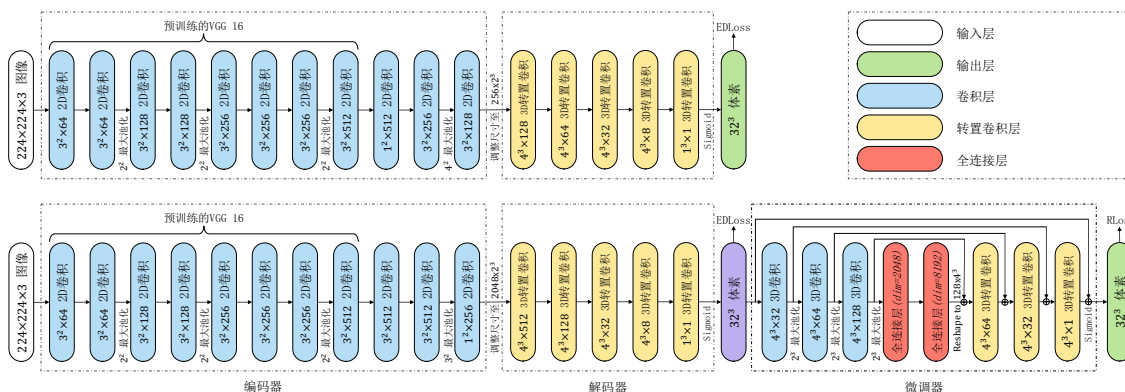 预训练的VGG 16
224×224×3 图像
3²×64 2D卷积
3²×64 2D卷积
2² 最大池化
3²×128 2D卷积
3²×128 2D卷积
2² 最大池化
3²×256 2D卷积
3²×256 2D卷积
3²×256 2D卷积
2² 最大池化
3²×512 2D卷积
1²×512 2D卷积
3²×256 2D卷积
4² 最大池化
3²×128 2D卷积
调整尺寸至 256×2³
4³×128 3D转置卷积
4³×64 3D转置卷积
4³×32 3D转置卷积
4³×8 3D转置卷积
1³×1 3D转置卷积
Sigmoid
EDLoss
32³ 体素
输入层
输出层
卷积层
转置卷积层
全连接层
预训练的VGG 16
224×224×3 图像
3²×64 2D卷积
3²×64 2D卷积
2² 最大池化
3²×128 2D卷积
3²×128 2D卷积
2² 最大池化
3²×256 2D卷积
3²×256 2D卷积
3²×256 2D卷积
2² 最大池化
3²×512 2D卷积
3²×512 2D卷积
3²×512 2D卷积
3² 最大池化
1²×256 2D卷积
调整尺寸至 2048×2³
4³×512 3D转置卷积
4³×128 3D转置卷积
4³×32 3D转置卷积
4³×8 3D转置卷积
1³×1 3D转置卷积
Sigmoid
EDLoss
32³ 体素
4³×32 3D卷积
2³ 最大池化
4³×64 3D卷积
2³ 最大池化
4³×128 3D卷积
2³ 最大池化
全连接层(dim=2048)
全连接层(dim=8192)
Reshape to 128x4³
4³×64 3D转置卷积
4³×32 3D转置卷积
4³×1 3D转置卷积
Sigmoid
RLos
32³ 体素
编码器
解码器
微调器